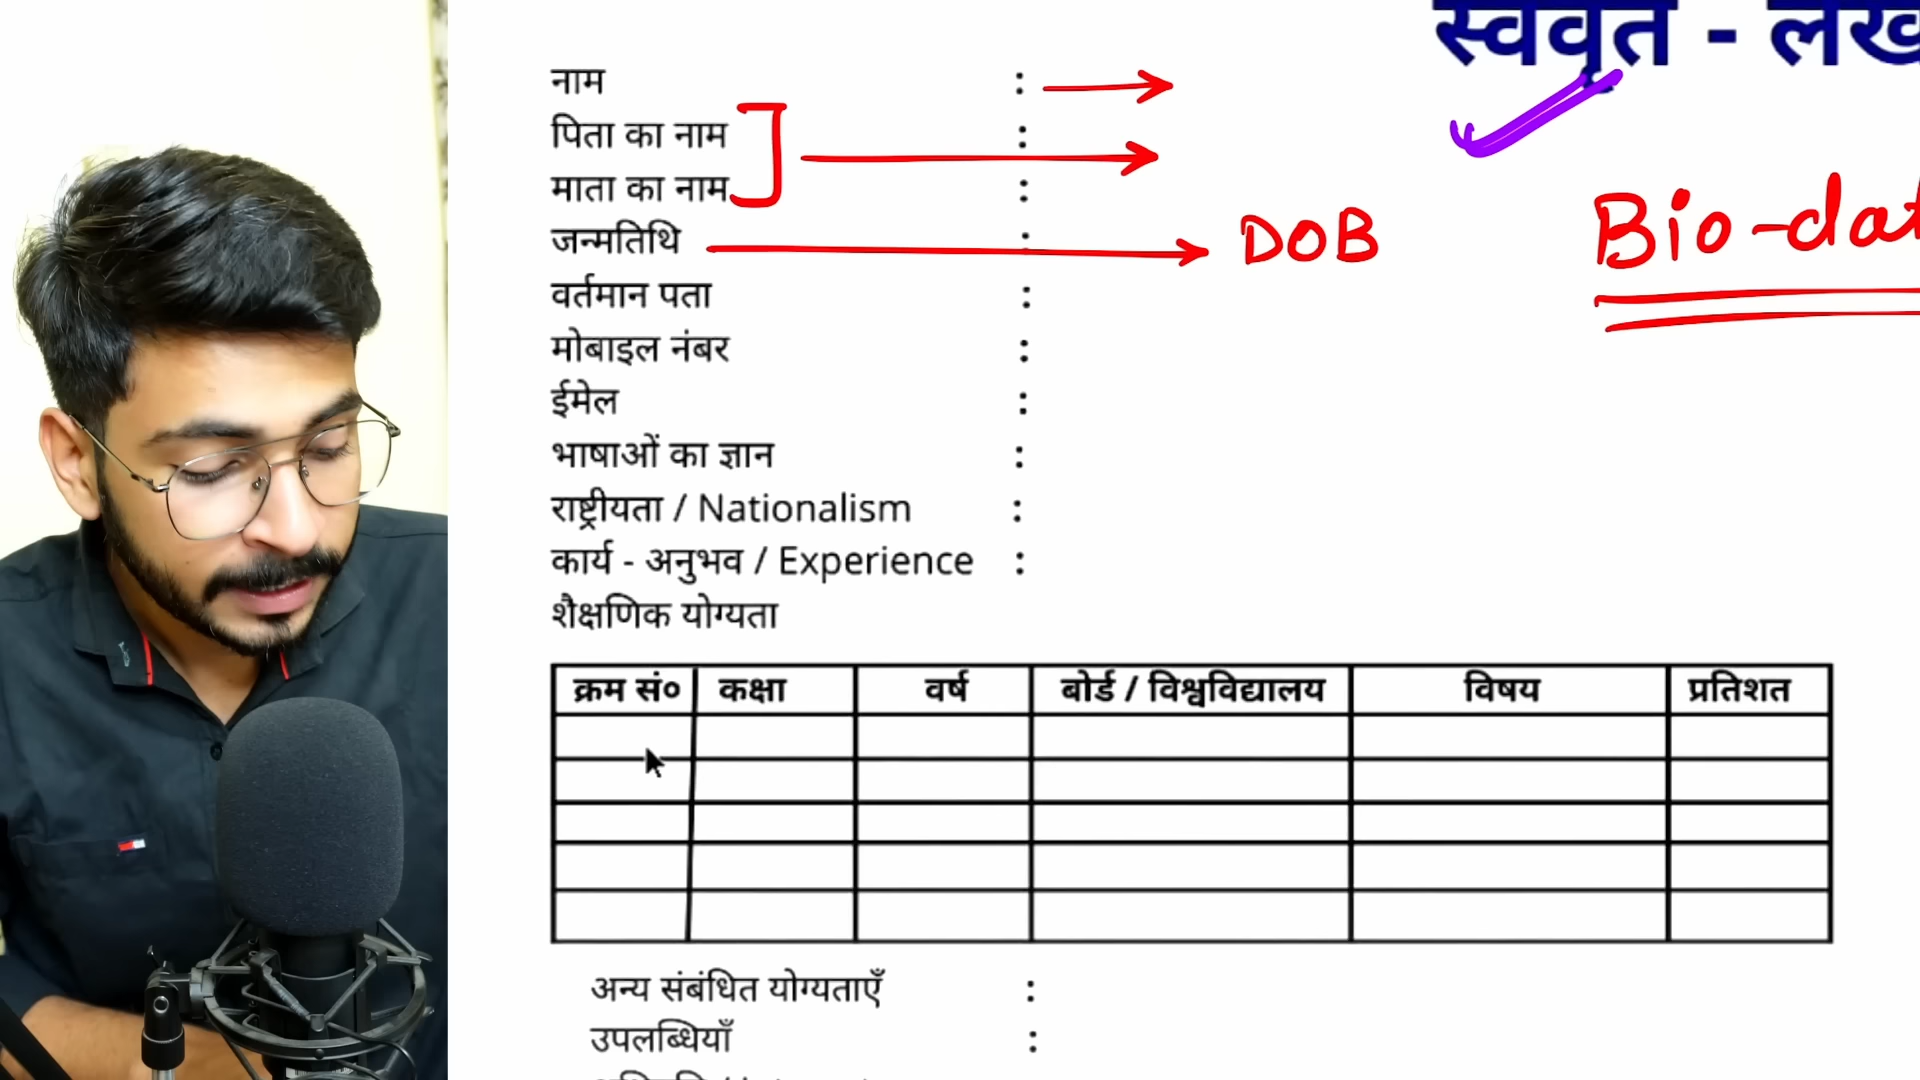 स्ववृत - लेख
नाम :
पिता का नाम :
माता का नाम :
जन्मतिथि : DOB
Bio-dat
वर्तमान पता :
मोबाइल नंबर :
ईमेल :
भाषाओं का ज्ञान :
राष्ट्रीयता / Nationalism :
कार्य - अनुभव / Experience :
शैक्षणिक योग्यता
क्रम सं० कक्षा वर्ष बोर्ड / विश्वविद्यालय विषय प्रतिशत
अन्य संबंधित योग्यताएँ :
उपलब्धियाँ :